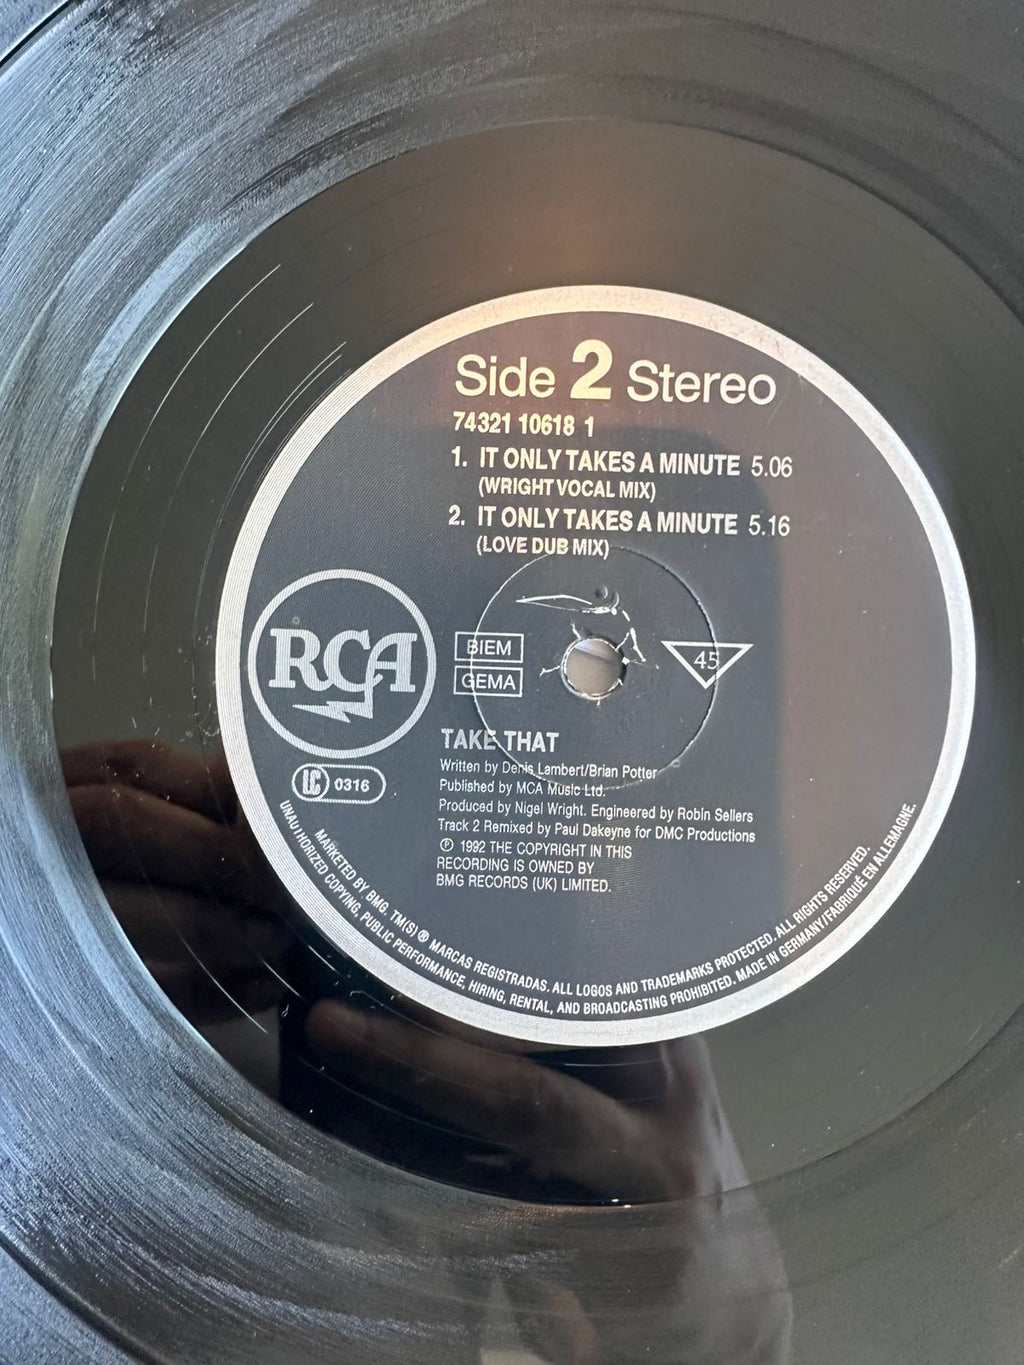 Side 2 Stereo
74321 10618 1
1. IT ONLY TAKES A MINUTE 5.06
(WRIGHT VOCAL MIX)
2. IT ONLY TAKES A MINUTE 5.16
(LOVE DUB MIX)
RCA
BIEM
GEMA
45
LC 0316
TAKE THAT
Written by Denis Lambert/Brian Potter
Published by MCA Music Ltd.
Produced by Nigel Wright. Engineered by Robin Sellers
Track 2 Remixed by Paul Dakeyne for DMC Productions
℗ 1992 THE COPYRIGHT IN THIS
RECORDING IS OWNED BY
BMG RECORDS (UK) LIMITED.
MARKETED BY BMG. TM(S) ® MARCAS REGISTRADAS. ALL LOGOS AND TRADEMARKS PROTECTED. ALL RIGHTS RESERVED.
UNAUTHORIZED COPYING, PUBLIC PERFORMANCE, HIRING, RENTAL, AND BROADCASTING PROHIBITED. MADE IN GERMANY/FABRIQUÉ EN ALLEMAGNE.